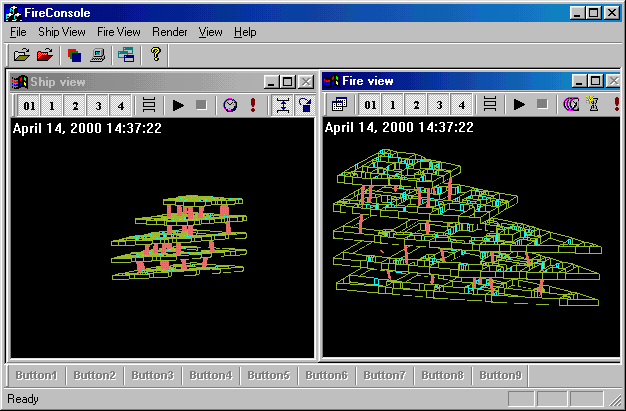 FireConsole
File Ship View Fire View Render View Help
Ship view
Fire view
01 1 2 3 4
01 1 2 3 4
April 14, 2000 14:37:22
April 14, 2000 14:37:22
Button1 Button2 Button3 Button4 Button5 Button6 Button7 Button8 Button9
Ready